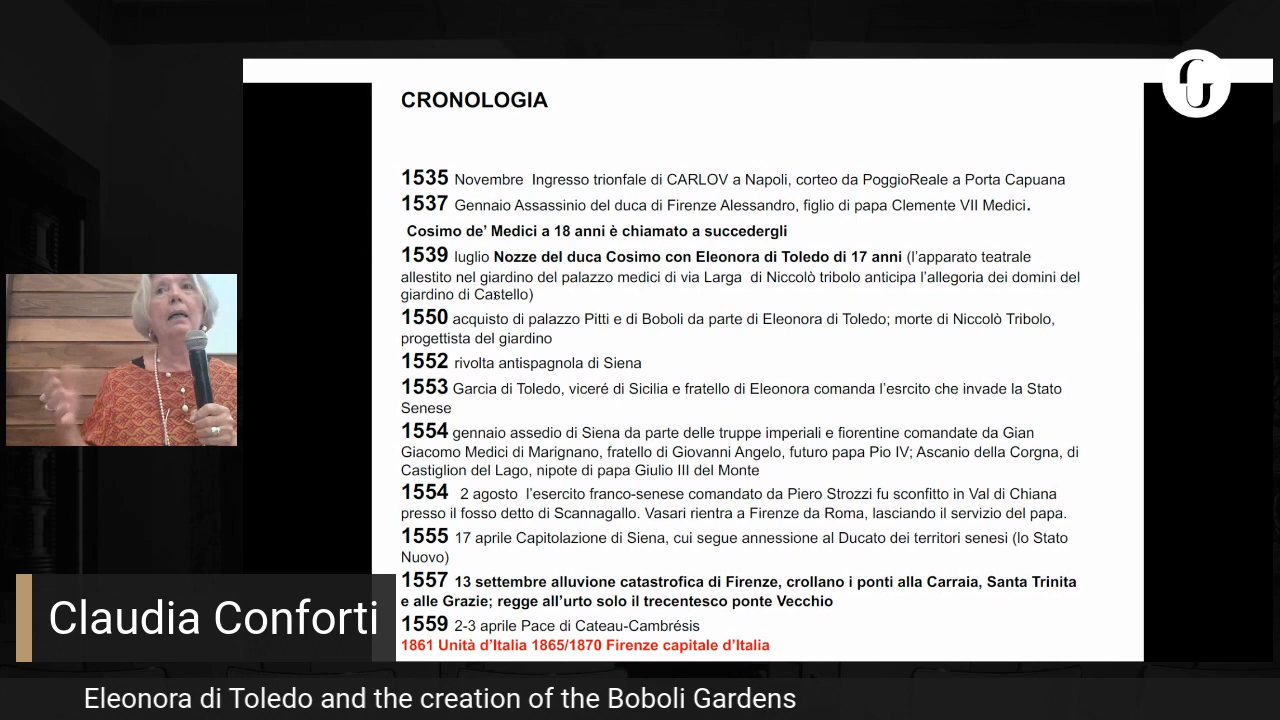 CRONOLOGIA
1535 Novembre Ingresso trionfale di CARLOV a Napoli, corteo da PoggioReale a Porta Capuana
1537 Gennaio Assassinio del duca di Firenze Alessandro, figlio di papa Clemente VII Medici.
Cosimo de' Medici a 18 anni è chiamato a succedergli
1539 luglio Nozze del duca Cosimo con Eleonora di Toledo di 17 anni (l'apparato teatrale
allestito nel giardino del palazzo medici di via Larga di Niccolò tribolo anticipa l'allegoria dei domini del
giardino di Castello)
1550 acquisto di palazzo Pitti e di Boboli da parte di Eleonora di Toledo; morte di Niccolò Tribolo,
progettista del giardino
1552 rivolta antispagnola di Siena
1553 Garcia di Toledo, viceré di Sicilia e fratello di Eleonora comanda l'esrcito che invade la Stato
Senese
1554 gennaio assedio di Siena da parte delle truppe imperiali e fiorentine comandate da Gian
Giacomo Medici di Marignano, fratello di Giovanni Angelo, futuro papa Pio IV; Ascanio della Corgna, di
Castiglion del Lago, nipote di papa Giulio III del Monte
1554 2 agosto l'esercito franco-senese comandato da Piero Strozzi fu sconfitto in Val di Chiana
presso il fosso detto di Scannagallo. Vasari rientra a Firenze da Roma, lasciando il servizio del papa.
1555 17 aprile Capitolazione di Siena, cui segue annessione al Ducato dei territori senesi (lo Stato
Nuovo)
1557 13 settembre alluvione catastrofica di Firenze, crollano i ponti alla Carraia, Santa Trinita
e alle Grazie; regge all'urto solo il trecentesco ponte Vecchio
1559 2-3 aprile Pace di Cateau-Cambrésis
1861 Unità d'Italia 1865/1870 Firenze capitale d'Italia
Claudia Conforti
Eleonora di Toledo and the creation of the Boboli Gardens